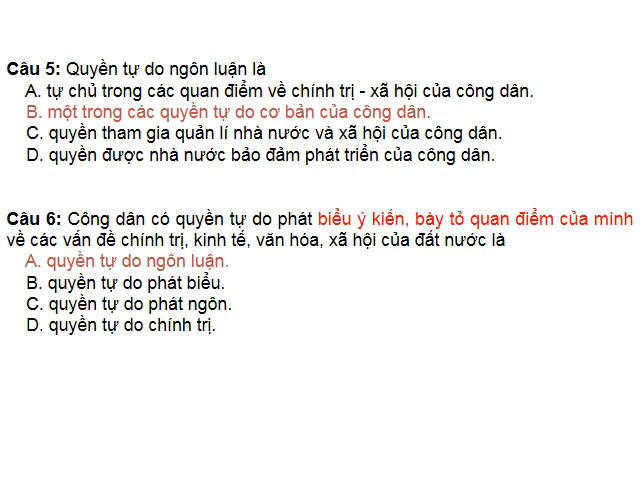 Câu 5: Quyền tự do ngôn luận là
A. tự chủ trong các quan điểm về chính trị - xã hội của công dân.
B. một trong các quyền tự do cơ bản của công dân.
C. quyền tham gia quản lí nhà nước và xã hội của công dân.
D. quyền được nhà nước bảo đảm phát triển của công dân.
Câu 6: Công dân có quyền tự do phát biểu ý kiến, bày tỏ quan điểm của minh
về các vấn đề chính trị, kinh tế, văn hóa, xã hội của đất nước là
A. quyền tự do ngôn luận.
B. quyền tự do phát biểu.
C. quyền tự do phát ngôn.
D. quyền tự do chính trị.